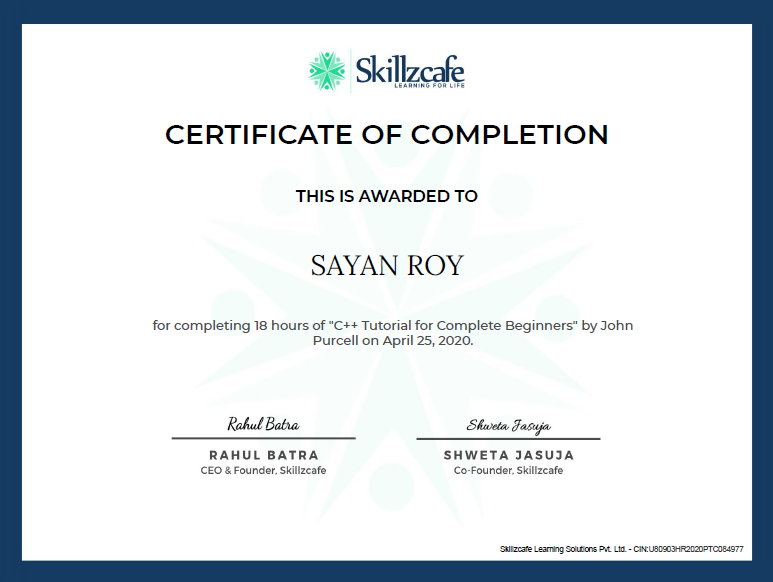 Skillzcafe
LEARNING FOR LIFE
CERTIFICATE OF COMPLETION
THIS IS AWARDED TO
SAYAN ROY
for completing 18 hours of "C++ Tutorial for Complete Beginners" by John
Purcell on April 25, 2020.
Rahul Batra
Shweta Jasuja
RAHUL BATRA
SHWETA JASUJA
CEO & Founder, Skillzcafe
Co-Founder, Skillzcafe
Skillzcafe Learning Solutions Pvt. Ltd. - CIN:U80903HR2020PTC084977